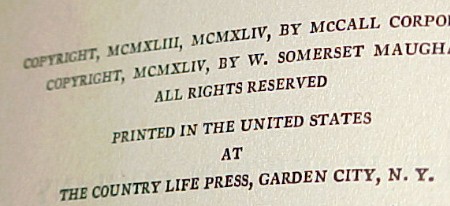 COPYRIGHT, MCMXLIII, MCMXLIV, BY McCALL CORPO
COPYRIGHT, MCMXLIV, BY W. SOMERSET MAUGHA
ALL RIGHTS RESERVED
PRINTED IN THE UNITED STATES
AT
THE COUNTRY LIFE PRESS, GARDEN CITY, N. Y.